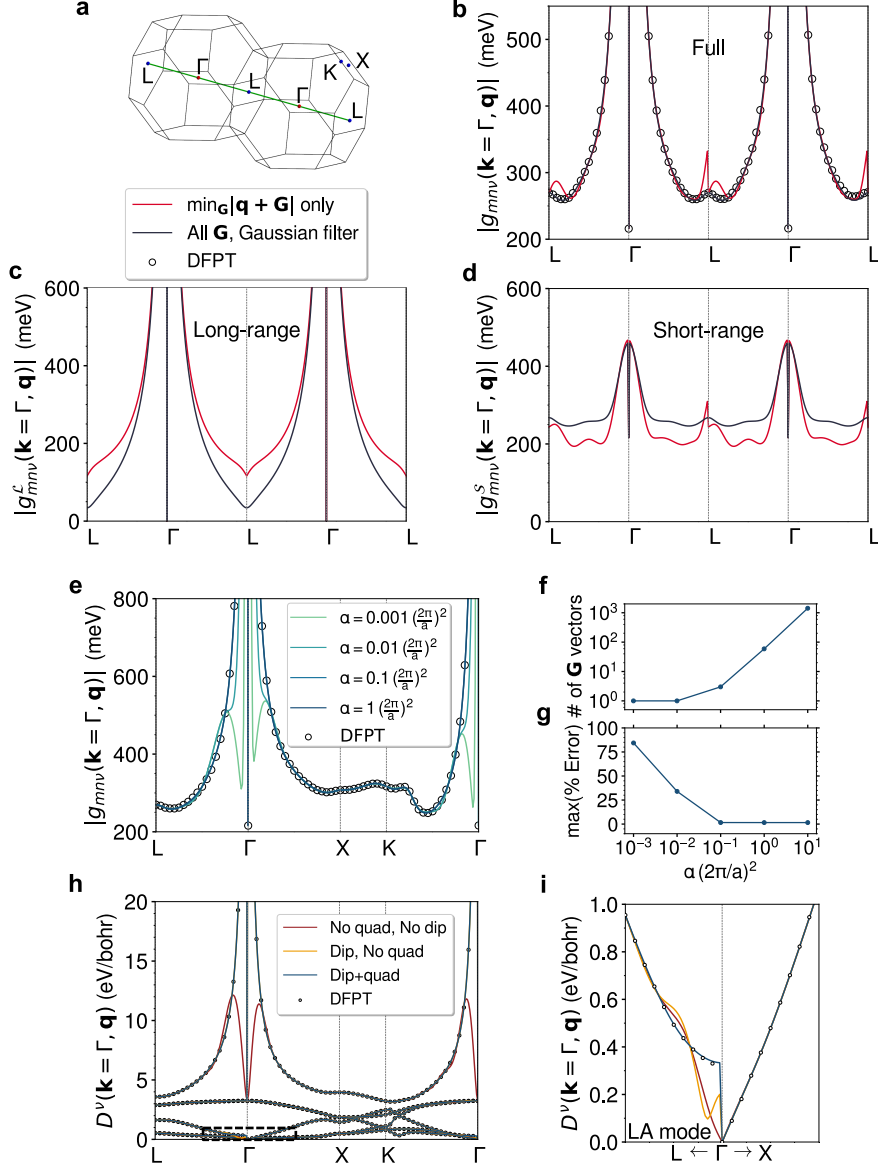 a
L
Γ
L
Γ
L
K
X
min_G|q + G| only
All G, Gaussian filter
DFPT
b
|g_{mnν}(k = Γ, q)| (meV)
500
400
300
200
Full
L
Γ
L
Γ
L
c
|g^ℒ_{mnν}(k = Γ, q)| (meV)
600
400
200
0
Long-range
L
Γ
L
Γ
L
d
|g^𝒮_{mnν}(k = Γ, q)| (meV)
600
400
200
0
Short-range
L
Γ
L
Γ
L
e
|g_{mnν}(k = Γ, q)| (meV)
800
600
400
200
α = 0.001 (2π/a)^2
α = 0.01 (2π/a)^2
α = 0.1 (2π/a)^2
α = 1 (2π/a)^2
DFPT
L
Γ
X
K
Γ
f
# of G vectors
10^3
10^2
10^1
10^0
g
max(% Error)
100
75
50
25
0
10^−3
10^−2
10^−1
10^0
10^1
α (2π/a)^2
h
D^ν(k = Γ, q) (eV/bohr)
20
15
10
5
0
No quad, No dip
Dip, No quad
Dip+quad
DFPT
L
Γ
X
K
Γ
i
D^ν(k = Γ, q) (eV/bohr)
1.0
0.8
0.6
0.4
0.2
0.0
LA mode
L ← Γ → X